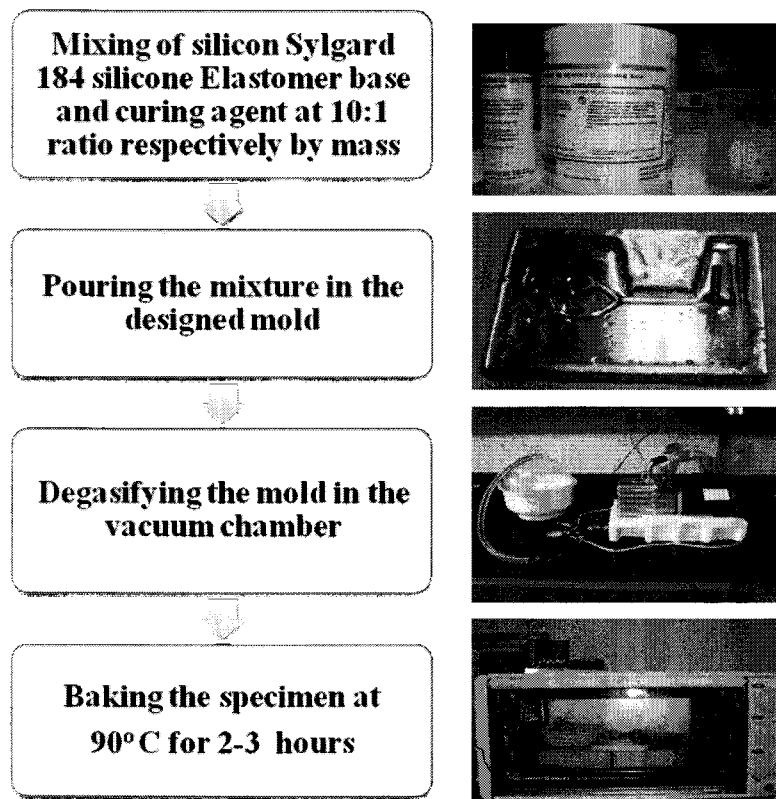 Mixing of silicon Sylgard
184 silicone Elastomer base
and curing agent at 10:1
ratio respectively by mass
Pouring the mixture in the
designed mold
Degasifying the mold in the
vacuum chamber
Baking the specimen at
90º C for 2-3 hours